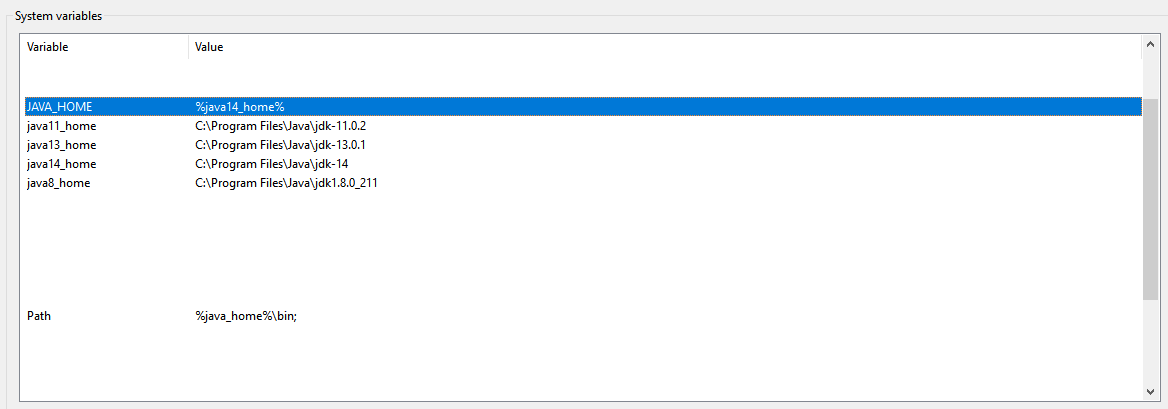 System variables
Variable Value
JAVA_HOME %java14_home%
java11_home C:\Program Files\Java\jdk-11.0.2
java13_home C:\Program Files\Java\jdk-13.0.1
java14_home C:\Program Files\Java\jdk-14
java8_home C:\Program Files\Java\jdk1.8.0_211
Path %java_home%\bin;